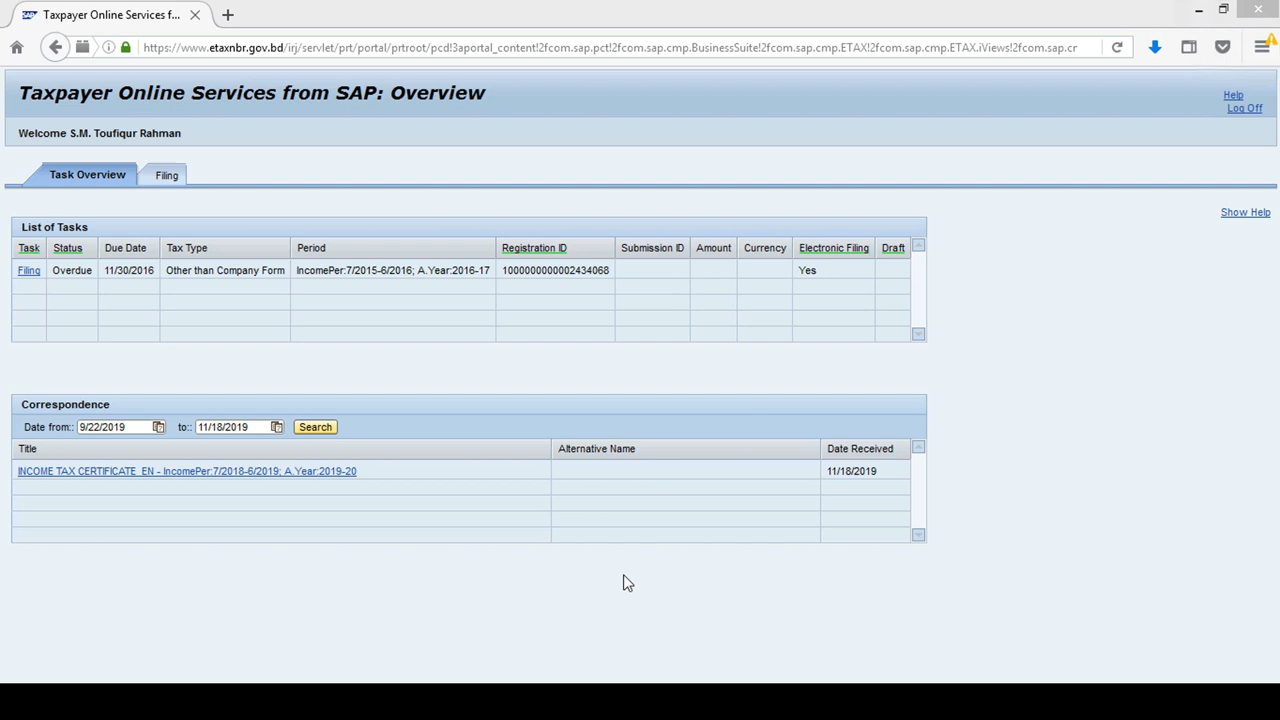 Taxpayer Online Services f...
https://www.etaxnbr.gov.bd/irj/servlet/prt/portal/prtroot/pcd!3aportal_content!2fcom.sap.pct!2fcom.sap.cmp.BusinessSuite!2fcom.sap.cmp.ETAX!2fcom.sap.cmp.ETAX.iViews!2fcom.sap.cr
Taxpayer Online Services from SAP: Overview
Help
Log Off
Welcome S.M. Toufiqur Rahman
Task Overview Filing
Show Help
List of Tasks
Task Status Due Date Tax Type Period Registration ID Submission ID Amount Currency Electronic Filing Draft
Filing Overdue 11/30/2016 Other than Company Form IncomePer:7/2015-6/2016; A.Year:2016-17 1000000000002434068 Yes
Correspondence
Date from:: 9/22/2019 to:: 11/18/2019 Search
Title Alternative Name Date Received
INCOME TAX CERTIFICATE_EN - IncomePer:7/2018-6/2019; A.Year:2019-20 11/18/2019